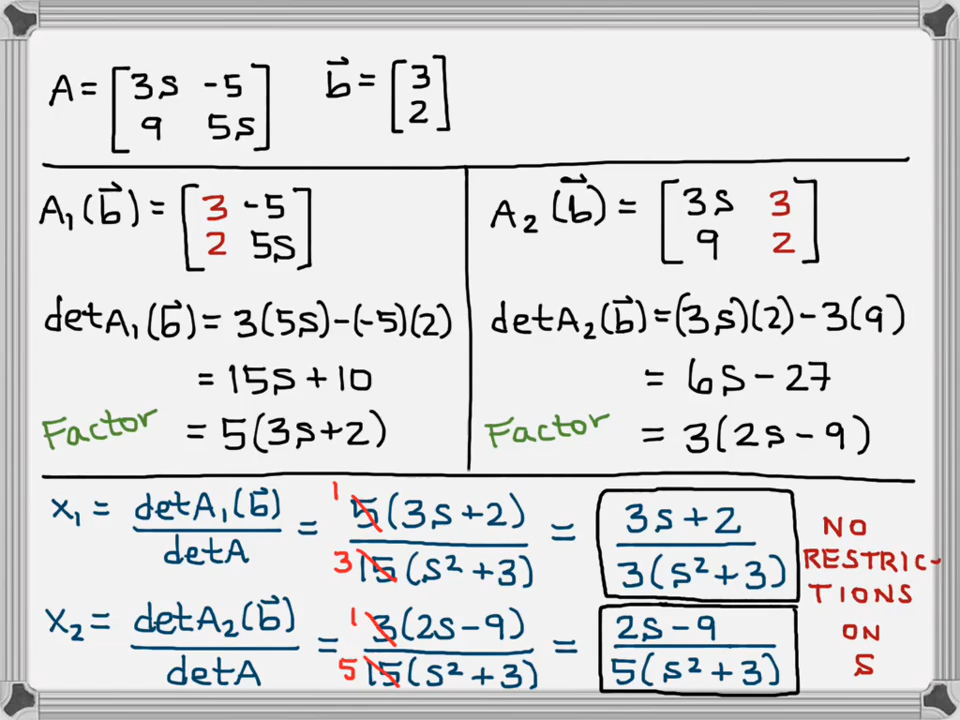 A = [3s -5; 9 5s] b⃗ = [3; 2]
A₁(b⃗) = [3 -5; 2 5s]
detA₁(b⃗) = 3(5s)-(-5)(2)
= 15s + 10
Factor = 5(3s+2)
A₂(b⃗) = [3s 3; 9 2]
detA₂(b⃗) = (3s)(2) - 3(9)
= 6s - 27
Factor = 3(2s - 9)
x₁ = detA₁(b⃗)/detA = 1 5(3s+2)/3 15(s²+3) = 3s+2/3(s²+3)
x₂ = detA₂(b⃗)/detA = 1 3(2s-9)/5 15(s²+3) = 2s-9/5(s²+3)
NO
RESTRIC-
TIONS
ON
S